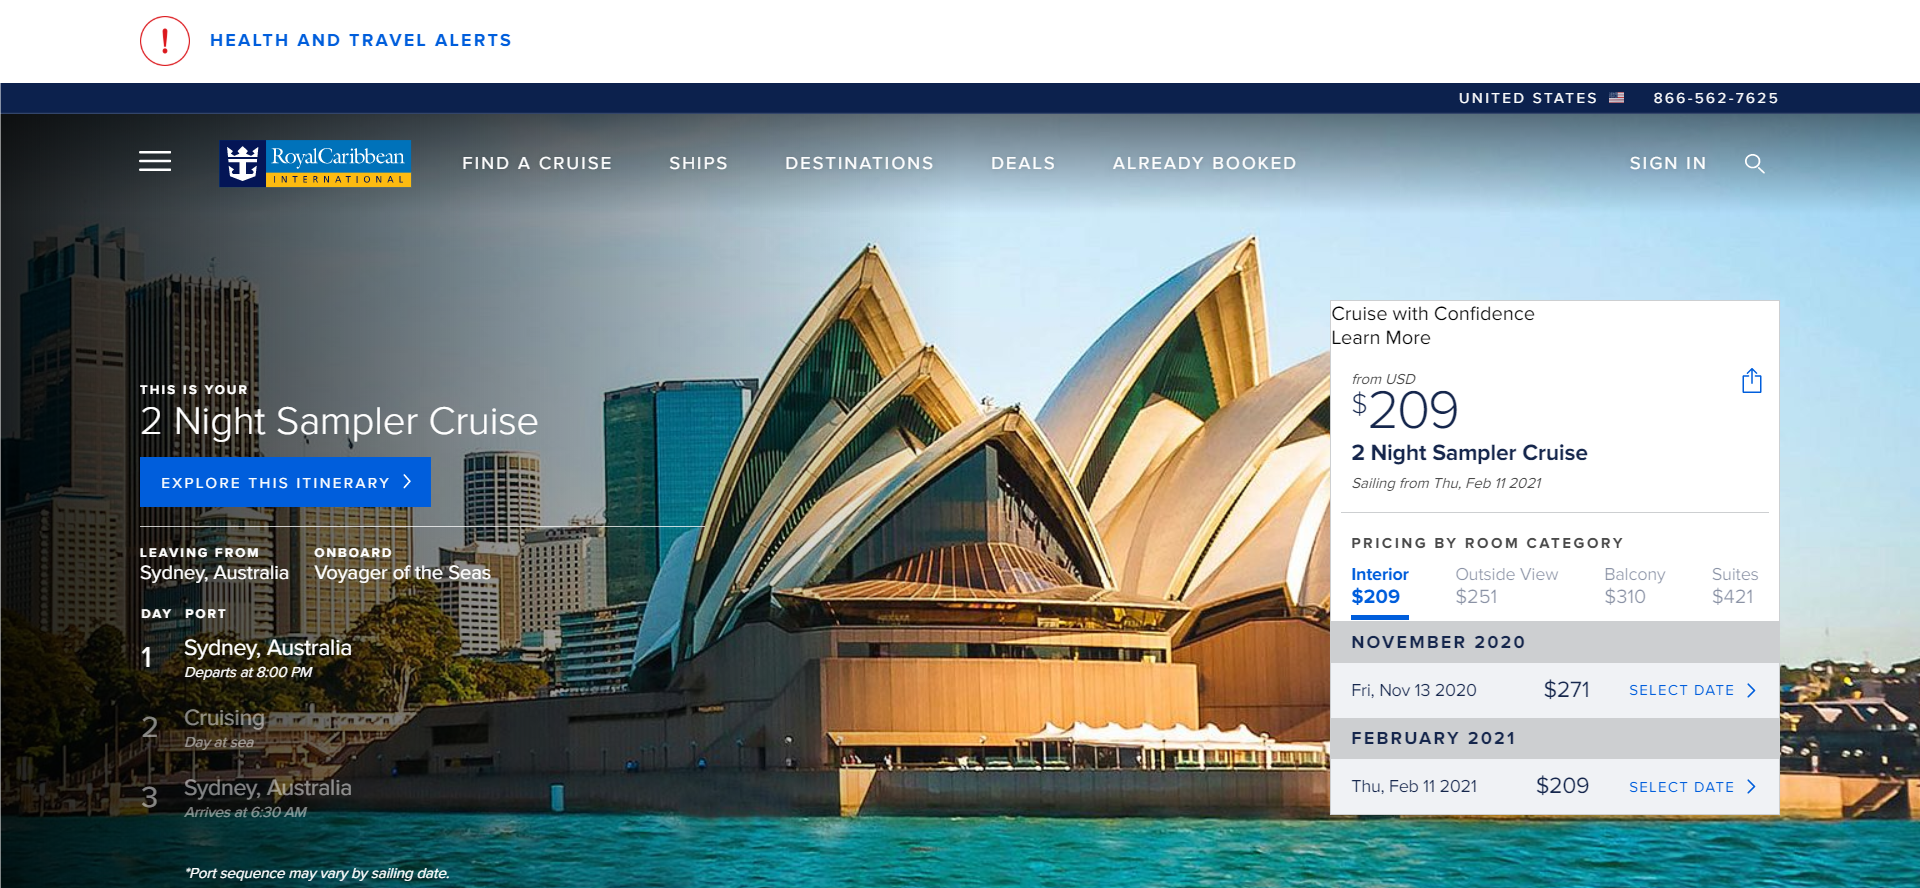 HEALTH AND TRAVEL ALERTS
UNITED STATES 866-562-7625
RoyalCaribbean
INTERNATIONAL
FIND A CRUISE SHIPS DESTINATIONS DEALS ALREADY BOOKED SIGN IN
THIS IS YOUR
2 Night Sampler Cruise
EXPLORE THIS ITINERARY
LEAVING FROM ONBOARD
Sydney, Australia Voyager of the Seas
DAY PORT
1 Sydney, Australia
Departs at 8:00 PM
2 Cruising
Day at sea
3 Sydney, Australia
Arrives at 6:30 AM
*Port sequence may vary by sailing date.
Cruise with Confidence
Learn More
from USD
$209
2 Night Sampler Cruise
Sailing from Thu, Feb 11 2021
PRICING BY ROOM CATEGORY
Interior Outside View Balcony Suites
$209 $251 $310 $421
NOVEMBER 2020
Fri, Nov 13 2020 $271 SELECT DATE
FEBRUARY 2021
Thu, Feb 11 2021 $209 SELECT DATE